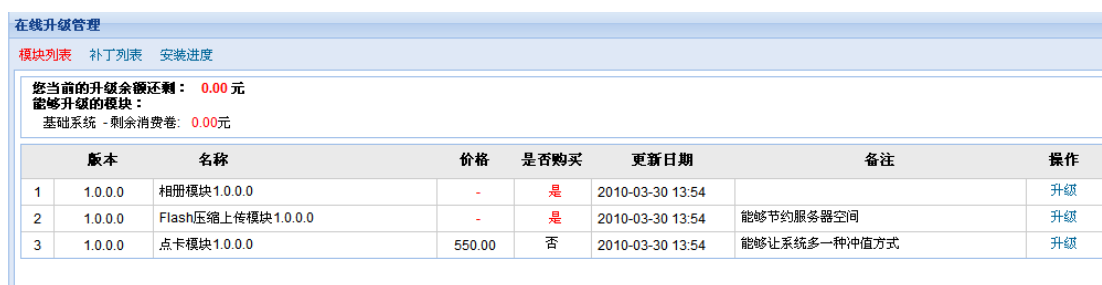 在线升级管理
模块列表 补丁列表 安装进度
您当前的升级余额还剩： 0.00 元
能够升级的模块：
基础系统 - 剩余消费卷: 0.00元
版本 名称 价格 是否购买 更新日期 备注 操作
1 1.0.0.0 相册模块1.0.0.0 - 是 2010-03-30 13:54 升级
2 1.0.0.0 Flash压缩上传模块1.0.0.0 - 是 2010-03-30 13:54 能够节约服务器空间 升级
3 1.0.0.0 点卡模块1.0.0.0 550.00 否 2010-03-30 13:54 能够让系统多一种冲值方式 升级